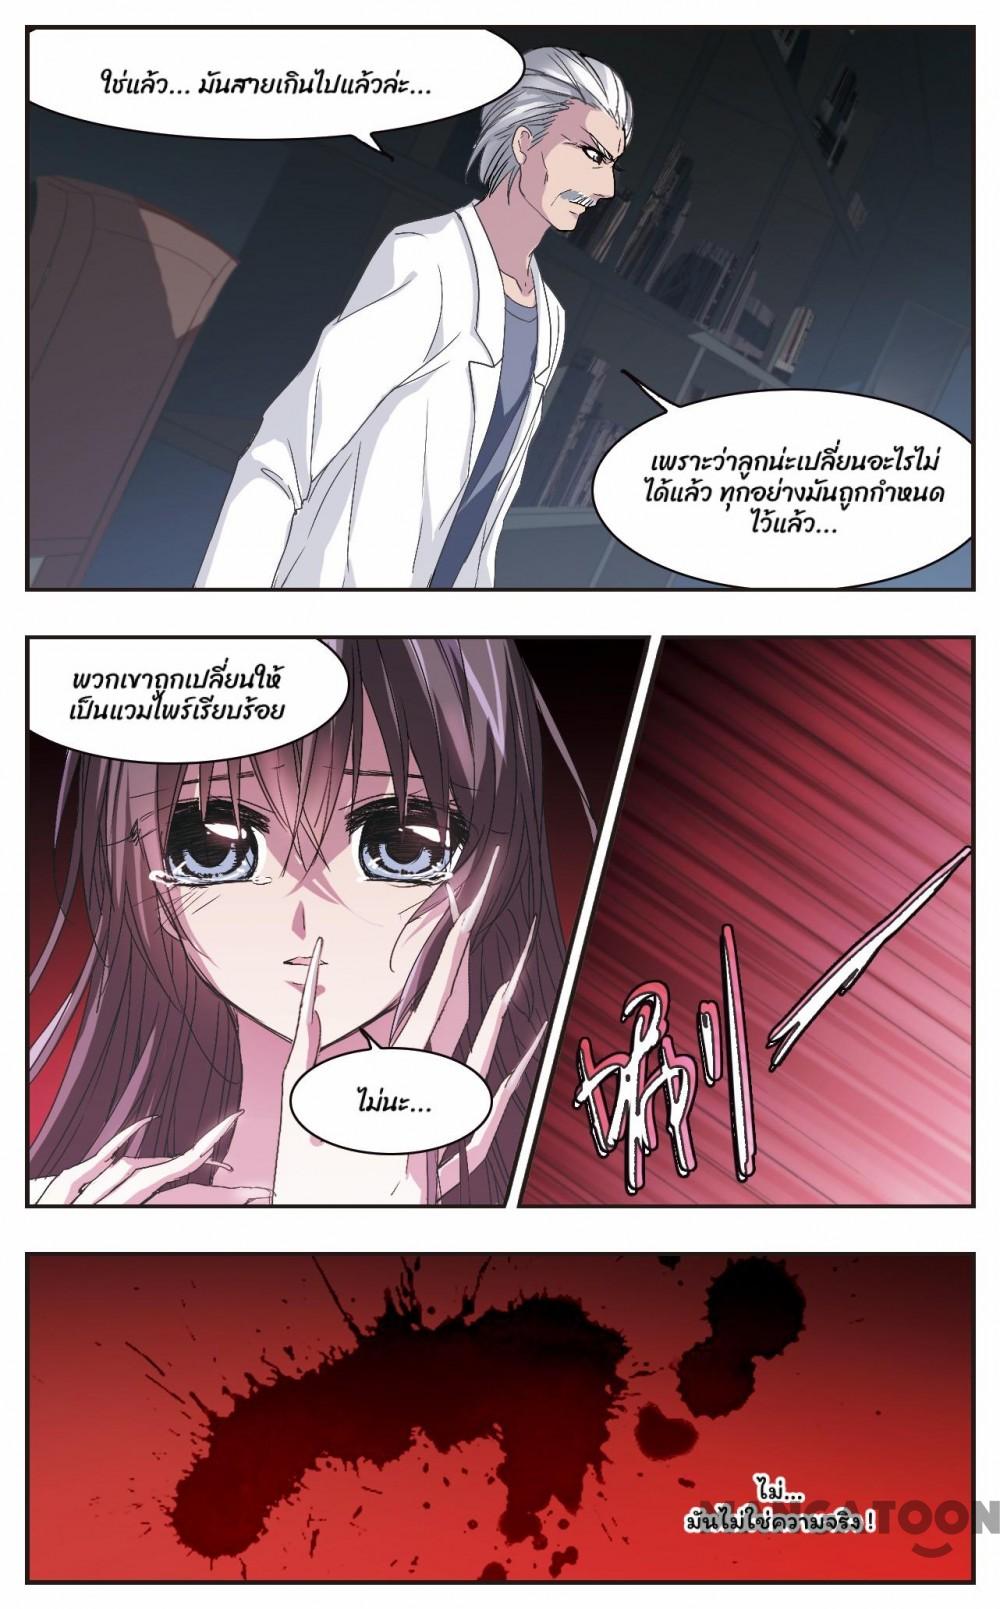 ใช่แล้ว... มันสายเกินไปแล้วล่ะ...
เพราะว่าลูกน่ะเปลี่ยนอะไรไม่
ได้แล้ว ทุกอย่างมันถูกกำหนด
ไว้แล้ว...
พวกเขาถูกเปลี่ยนให้
เป็นแวมไพร์เรียบร้อย
ไม่นะ...
ไม่...
มันไม่ใช่ความจริง !
MANGATOON